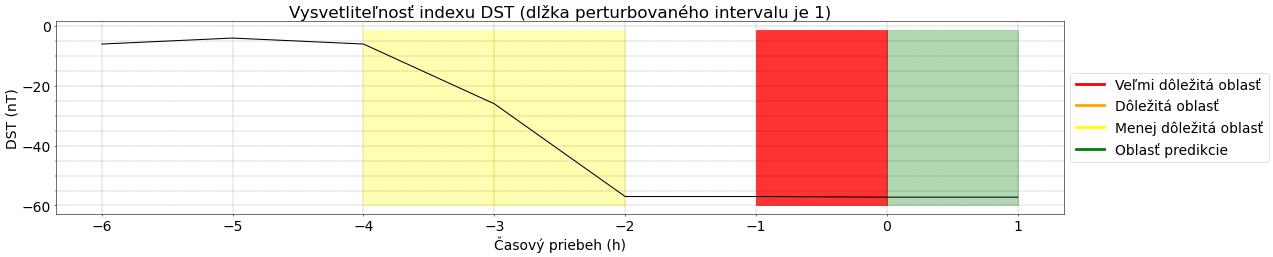 Vysvetliteľnosť indexu DST (dĺžka perturbovaného intervalu je 1)
DST (nT)
0
−20
−40
−60
−6 −5 −4 −3 −2 −1 0 1
Časový priebeh (h)
Veľmi dôležitá oblasť
Dôležitá oblasť
Menej dôležitá oblasť
Oblasť predikcie